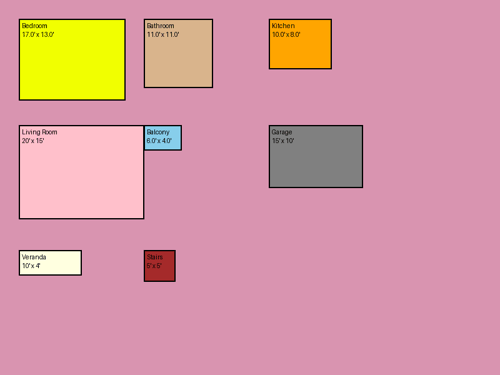 Bedroom
17.0' x 13.0'
Bathroom
11.0' x 11.0'
Kitchen
10.0' x 8.0'
Living Room
20' x 15'
Balcony
6.0' x 4.0'
Garage
15' x 10'
Veranda
10' x 4'
Stairs
5' x 5'